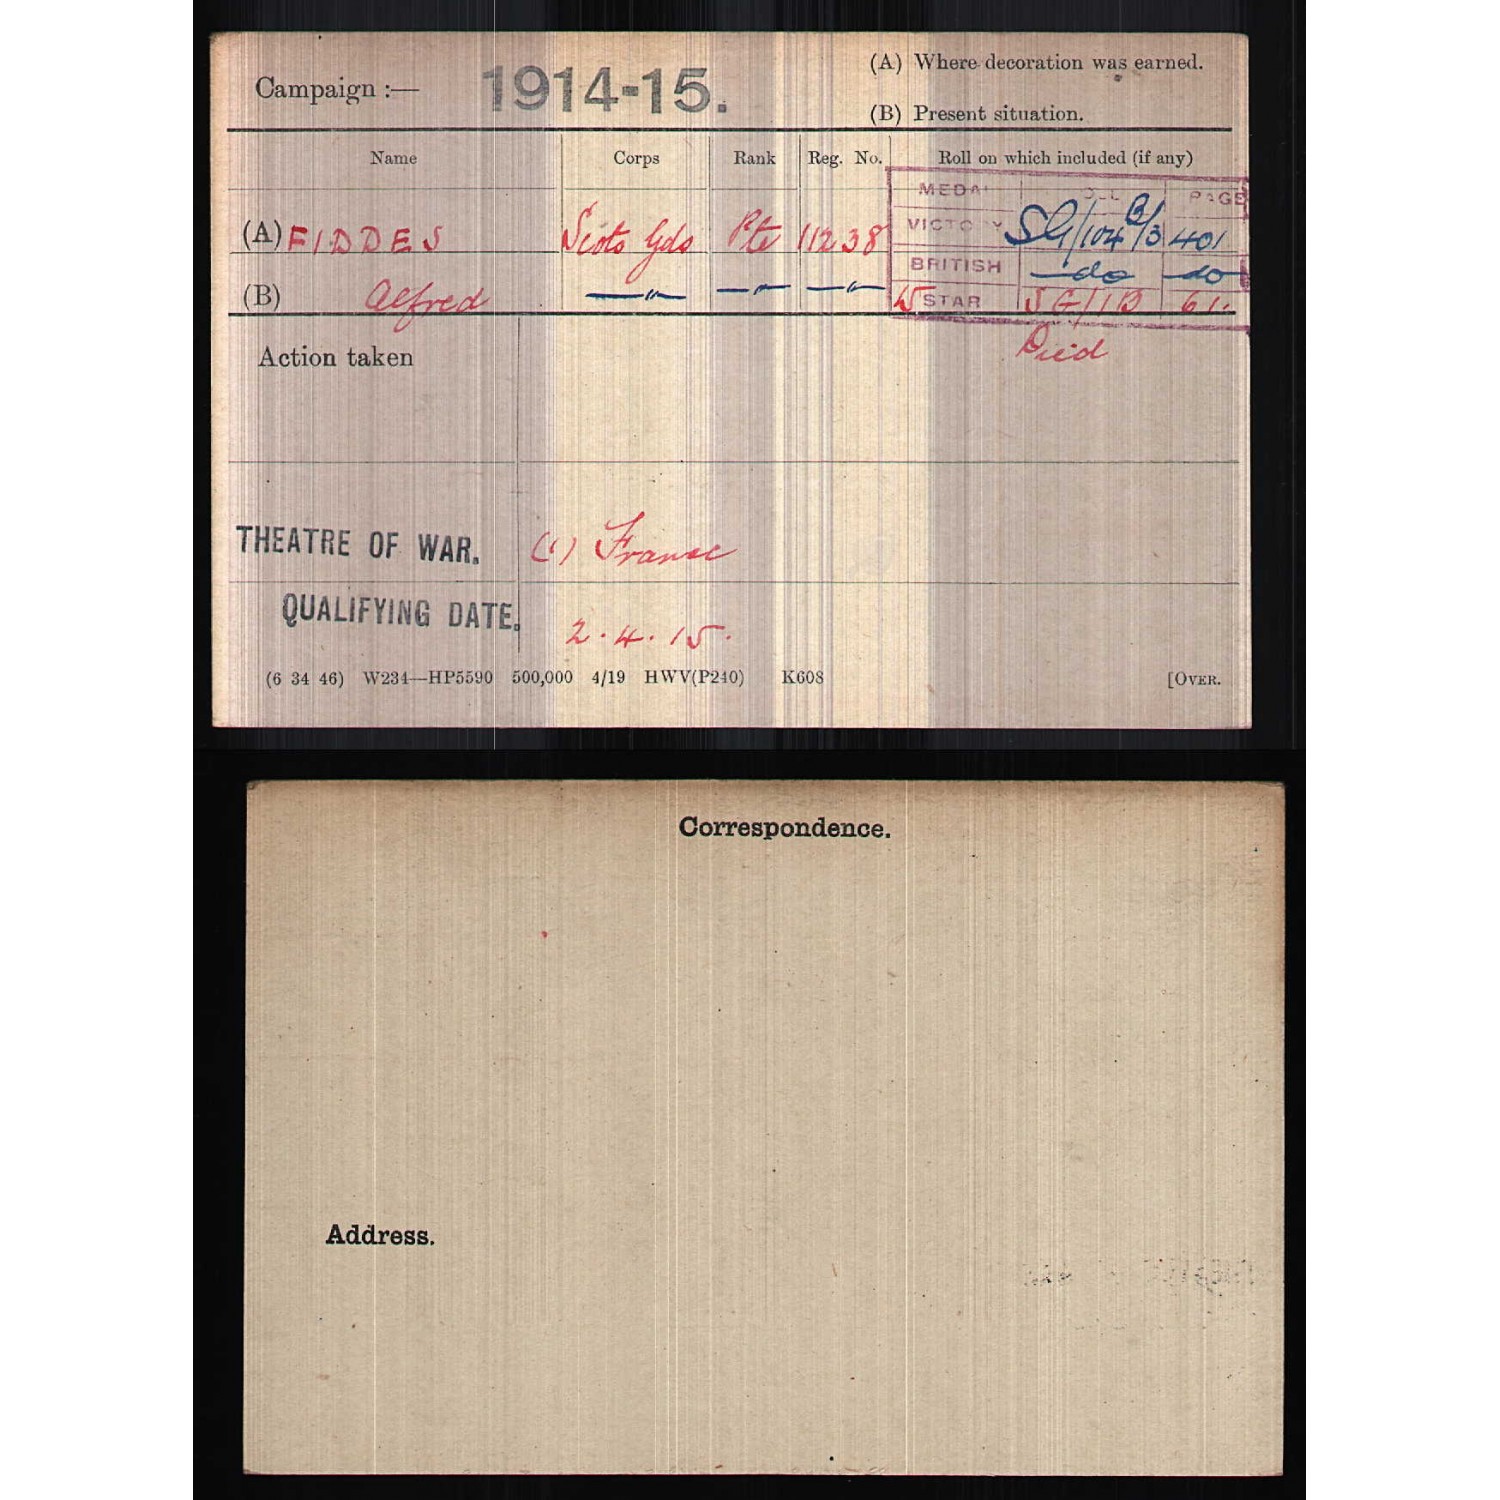 Campaign :— 1914-15.
(A) Where decoration was earned.
(B) Present situation.
Name Corps Rank Reg. No. Roll on which included (if any)
MEDAL ROLL PAGE
(A) FIDDES Scots Gds Pte 11238 VICTORY SG/104 B/3 401
BRITISH do do
(B) Alfred —"— —"— —"— 15 STAR SG/1B 61.
Died
Action taken
THEATRE OF WAR. (1) France
QUALIFYING DATE. 2.4.15.
(6 34 46) W234—HP5590 500,000 4/19 HWV(P240) K608 [OVER.
Correspondence.
Address.